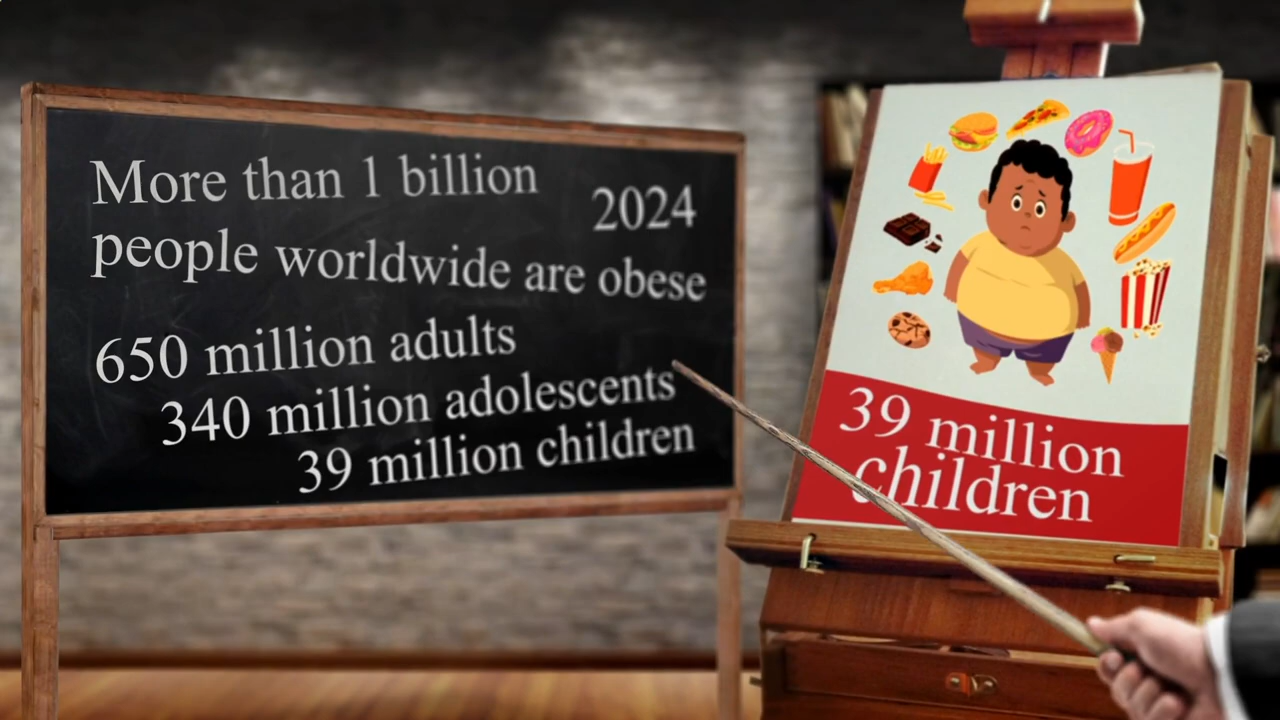 More than 1 billion
2024
people worldwide are obese
650 million adults
340 million adolescents
39 million children
39 million
children